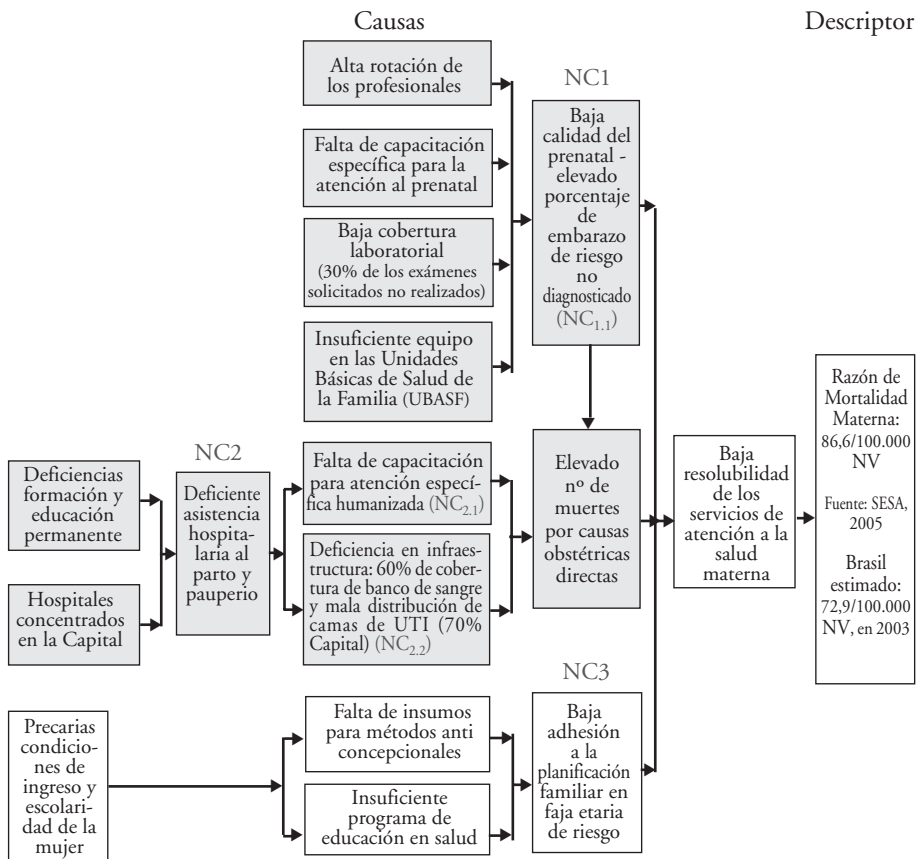 Causas
Descriptor
Alta rotación de
los profesionales
Falta de capacitación
específica para la
atención al prenatal
Baja cobertura
laboratorial
(30% de los exámenes
solicitados no realizados)
Insuficiente equipo
en las Unidades
Básicas de Salud de
la Familia (UBASF)
NC1
Baja
calidad del
prenatal -
elevado
porcentaje
de
embarazo
de riesgo
no
diagnosticado
(NC1.1)
Deficiencias
formación y
educación
permanente
Hospitales
concentrados
en la Capital
NC2
Deficiente
asistencia
hospita-
laría al
parto y
pauperio
Falta de capacitación
para atención especí-
fica humanizada (NC2.1)
Deficiencia en infraes-
tructura: 60% de cober-
tura de banco de sangre
y mala distribución de
camas de UTI (70%
Capital) (NC2.2)
Elevado
nº de
muertes
por causas
obstétricas
directas
Baja
resolubilidad
de los
servicios de
atención a la
salud
materna
Razón de
Mortalidad
Materna:
86,6/100.000
NV
Fuente: SESA,
2005
Brasil
estimado:
72,9/100.000
NV, en 2003
Precarias
condicio-
nes de
ingreso y
escolari-
dad de la
mujer
Falta de insumos
para métodos anti
concepcionales
Insuficiente
programa de
educación en salud
NC3
Baja
adhesión
a la
planificación
familiar en
faja etaria
de riesgo